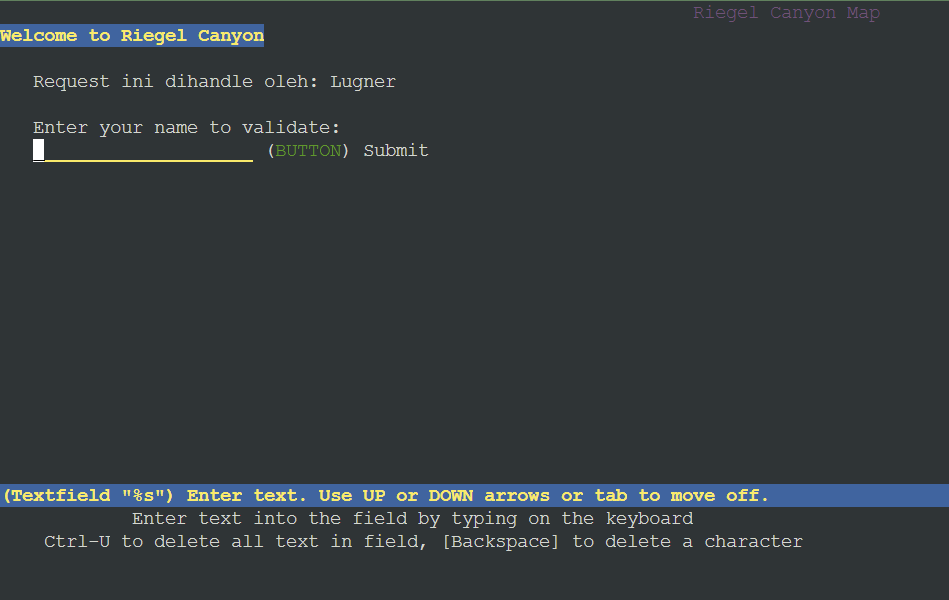 Riegel Canyon Map
Welcome to Riegel Canyon
Request ini dihandle oleh: Lugner
Enter your name to validate:
(BUTTON) Submit
(Textfield "%s") Enter text. Use UP or DOWN arrows or tab to move off.
Enter text into the field by typing on the keyboard
Ctrl-U to delete all text in field, [Backspace] to delete a character